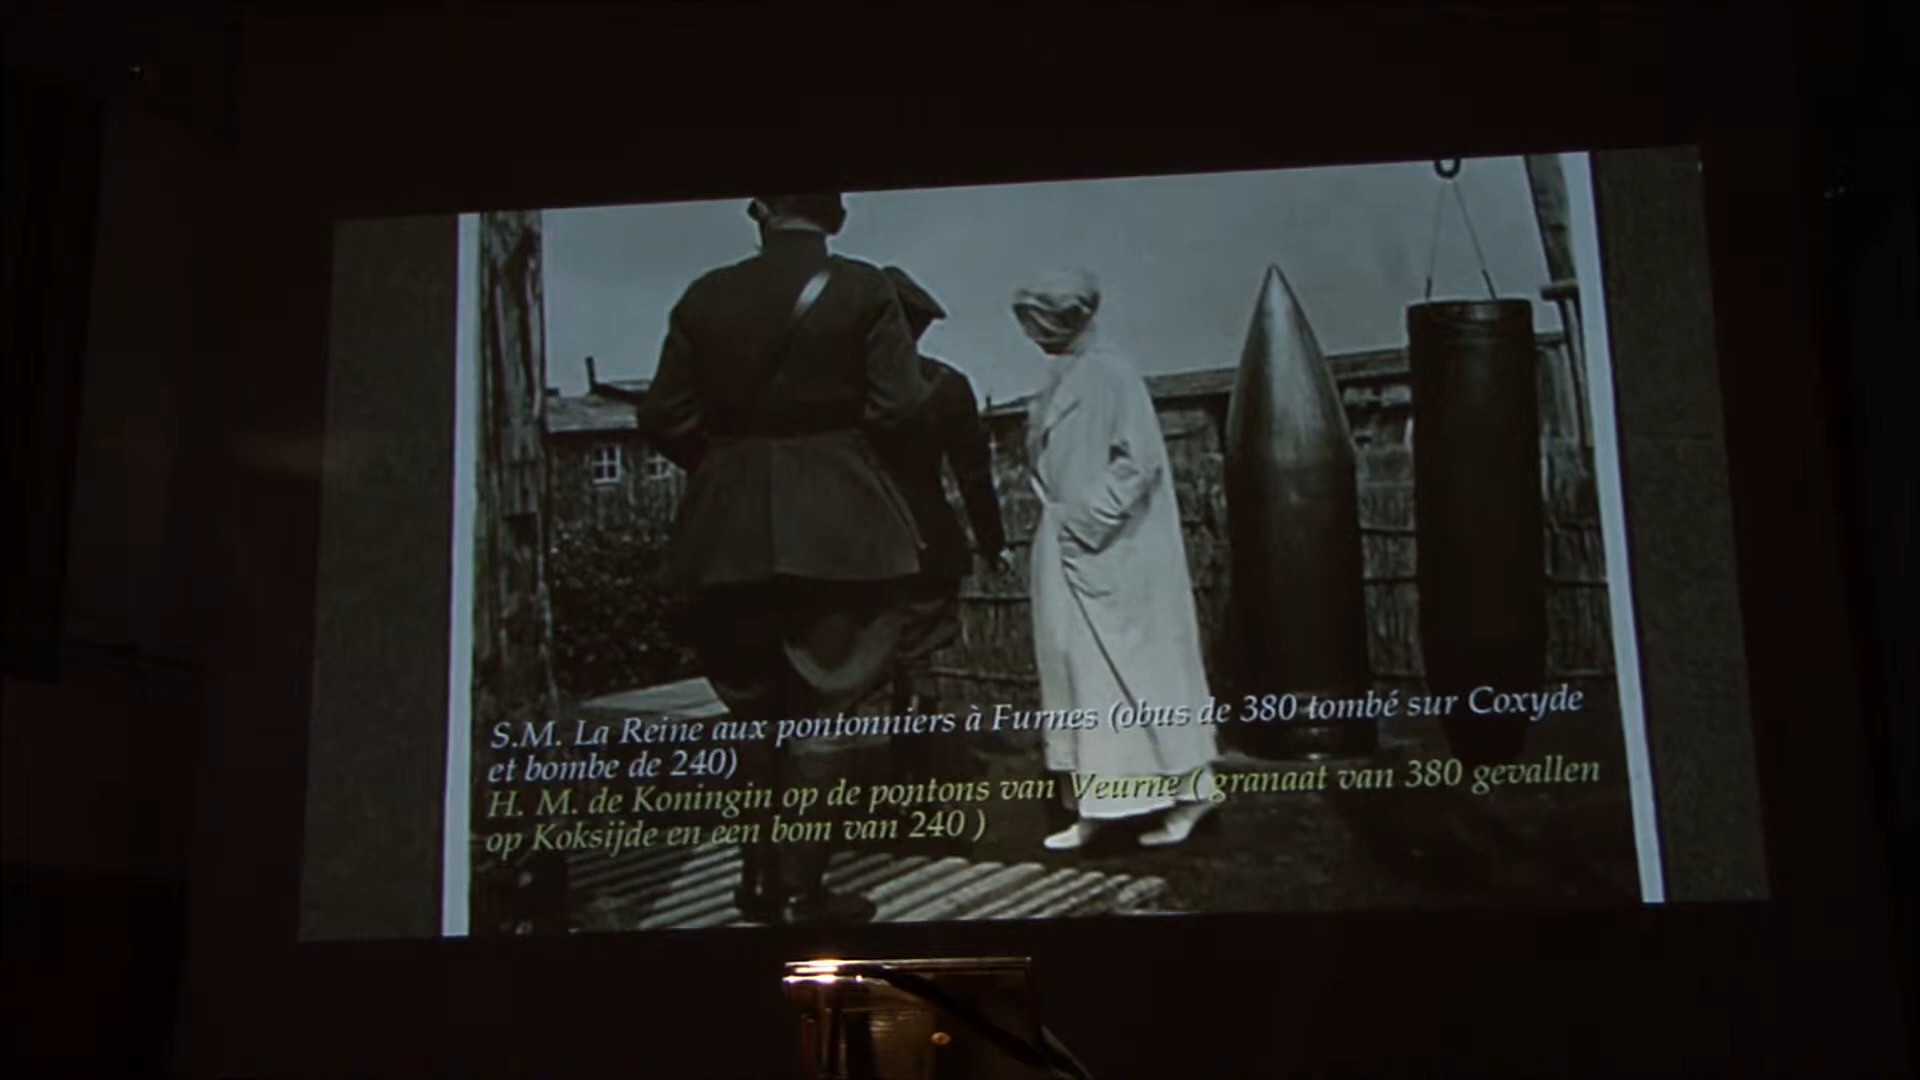 S.M. La Reine aux pontonniers à Furnes (obus de 380 tombé sur Coxyde
et bombe de 240)
H. M. de Koningin op de pontons van Veurne ( granaat van 380 gevallen
op Koksijde en een bom van 240 )